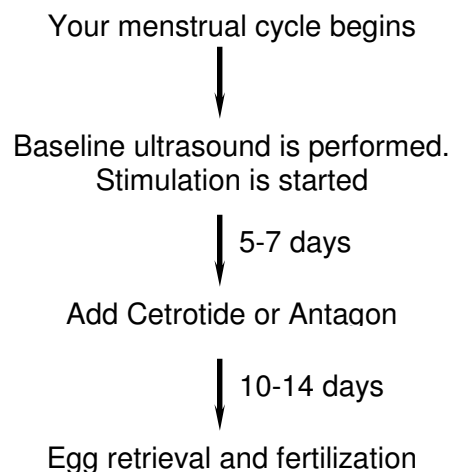 Your menstrual cycle begins
Baseline ultrasound is performed.
Stimulation is started
5-7 days
Add Cetrotide or Antagon
10-14 days
Egg retrieval and fertilization